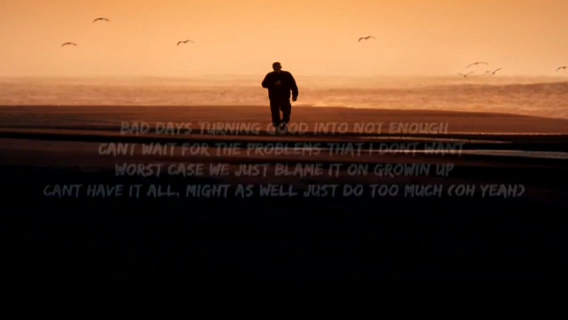 BAD DAYS TURNING GOOD INTO NOT ENOUGH
CANT WAIT FOR THE PROBLEMS THAT I DONT WANT
WORST CASE WE JUST BLAME IT ON GROWIN UP
CANT HAVE IT ALL, MIGHT AS WELL JUST DO TOO MUCH (OH YEAH)